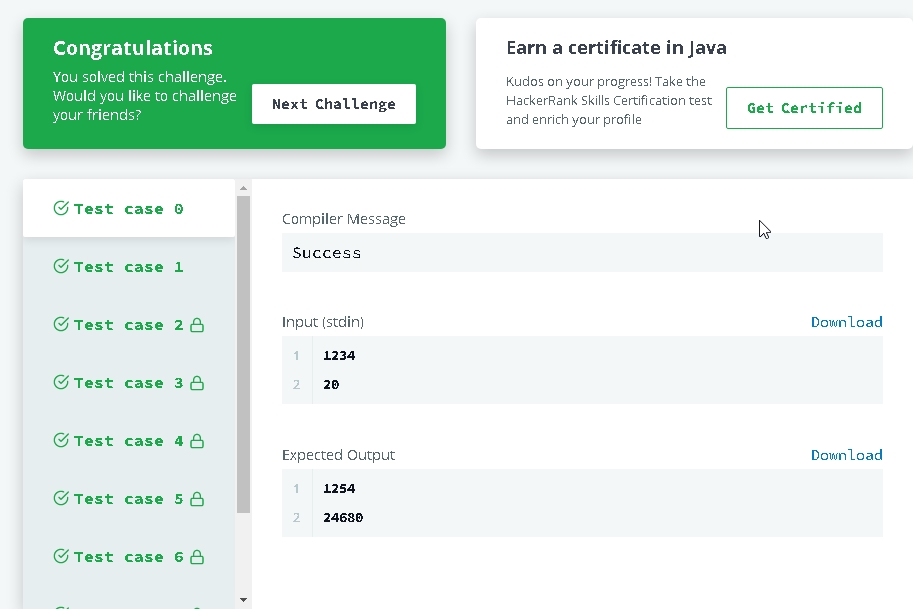 Congratulations
You solved this challenge.
Would you like to challenge
your friends?
Next Challenge
Earn a certificate in Java
Kudos on your progress! Take the
HackerRank Skills Certification test
and enrich your profile
Get Certified
Test case 0
Test case 1
Test case 2
Test case 3
Test case 4
Test case 5
Test case 6
Compiler Message
Success
Input (stdin)
Download
1 1234
2 20
Expected Output
Download
1 1254
2 24680